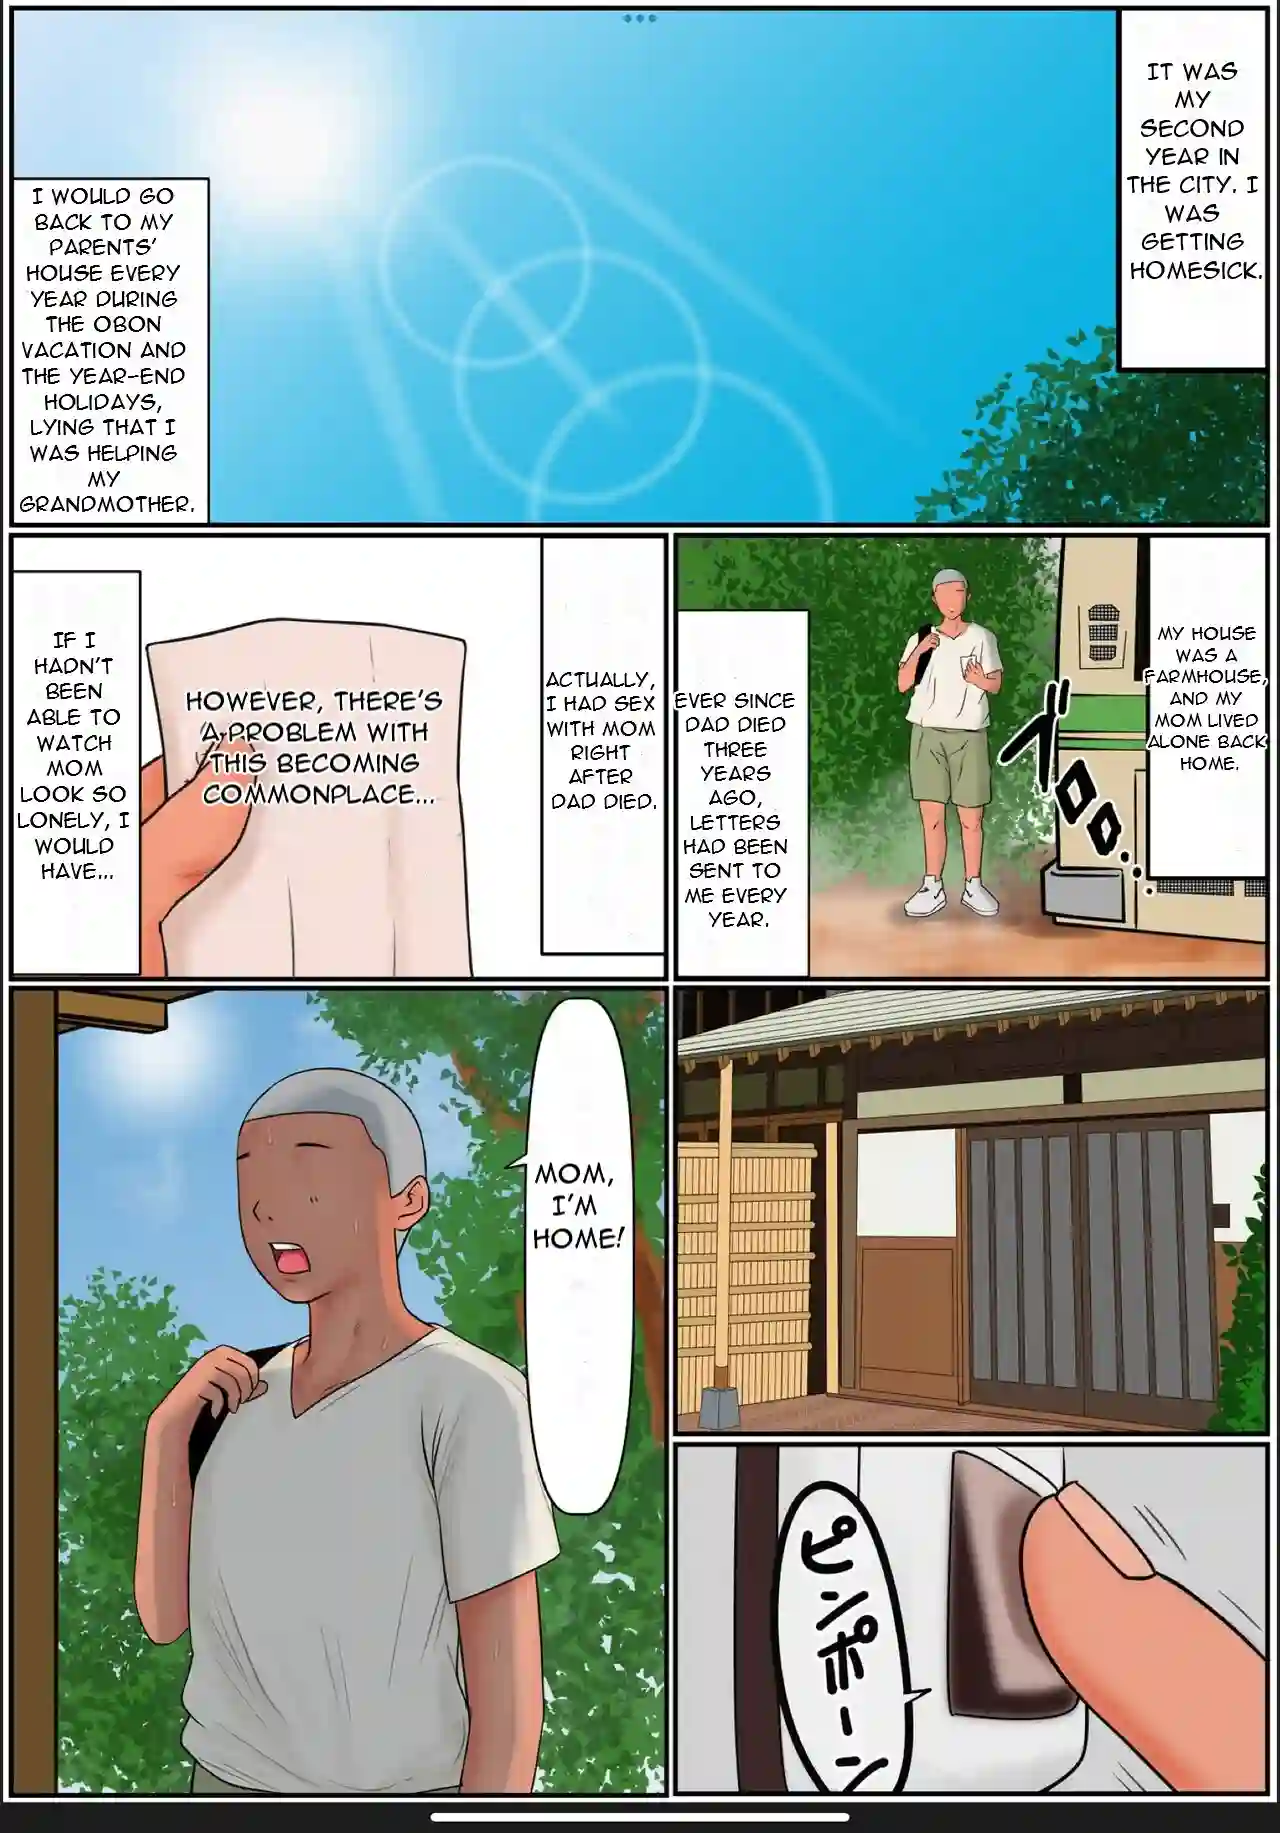 IT WAS
MY
SECOND
YEAR IN
THE CITY. I
WAS
GETTING
HOMESICK.
I WOULD GO
BACK TO MY
PARENTS'
HOUSE EVERY
YEAR DURING
THE OBON
VACATION AND
THE YEAR-END
HOLIDAYS,
LYING THAT I
WAS HELPING
MY
GRANDMOTHER.
MY HOUSE
WAS A
FARMHOUSE,
AND MY
MOM LIVED
ALONE BACK
HOME.
ズロロ...
EVER SINCE
DAD DIED
THREE
YEARS
AGO,
LETTERS
HAD BEEN
SENT TO
ME EVERY
YEAR.
ACTUALLY,
I HAD SEX
WITH MOM
RIGHT
AFTER
DAD DIED.
HOWEVER, THERE'S
A PROBLEM WITH
THIS BECOMING
COMMONPLACE...
IF I
HADN'T
BEEN
ABLE TO
WATCH
MOM
LOOK SO
LONELY, I
WOULD
HAVE...
ピンポーン
MOM,
I'M
HOME!